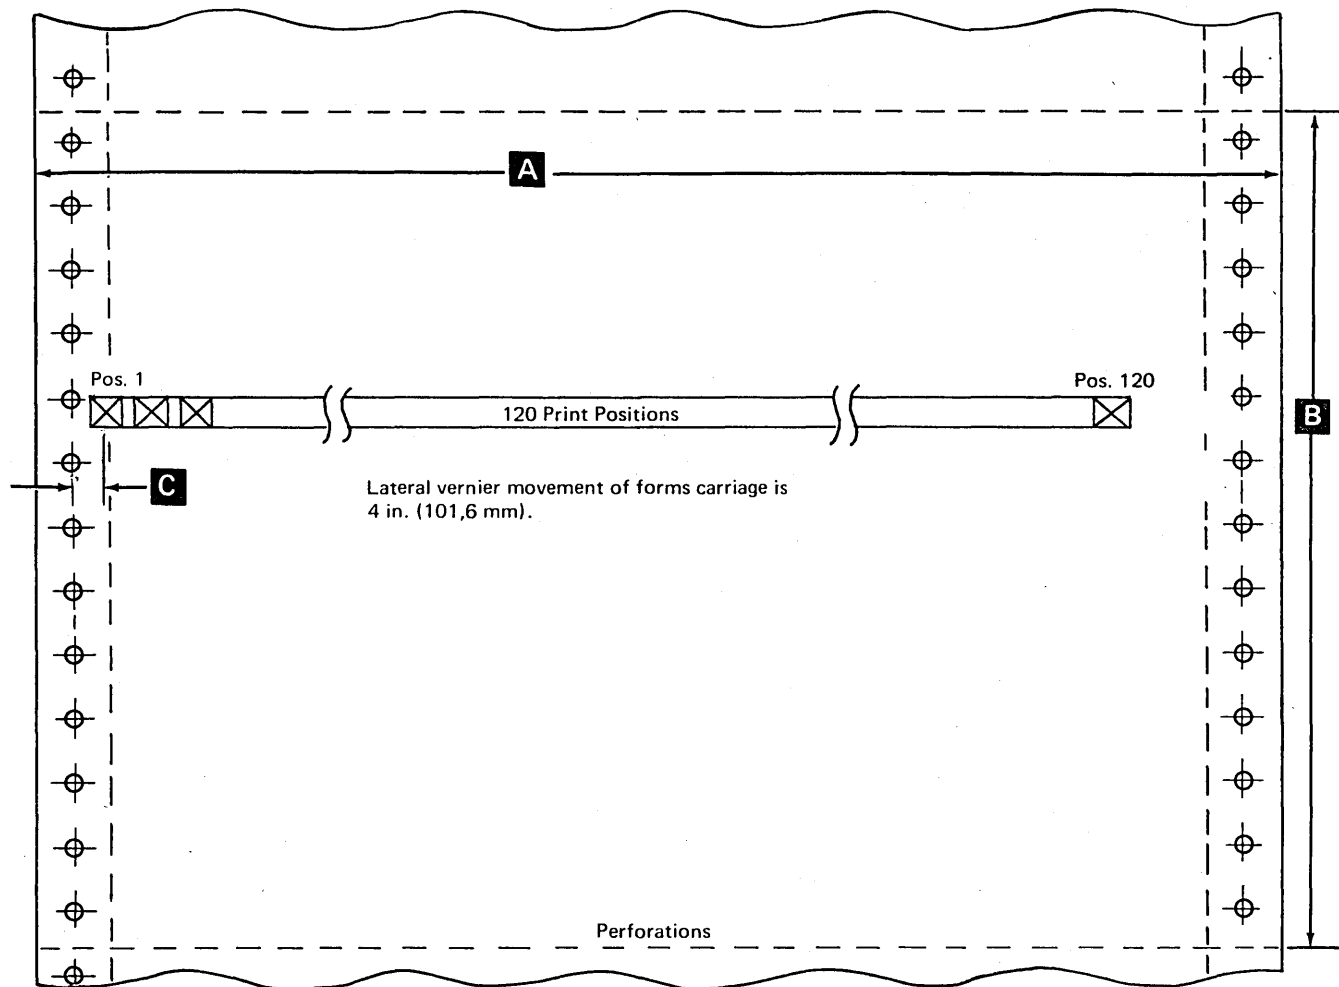 A
Pos. 1
Pos. 120
120 Print Positions
B
C
Lateral vernier movement of forms carriage is
4 in. (101,6 mm).
Perforations